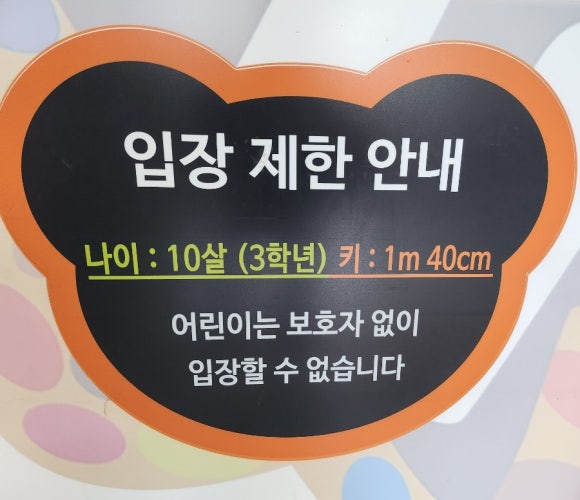 입장 제한 안내
나이 : 10살 (3학년) 키 : 1m 40cm
어린이는 보호자 없이
입장할 수 없습니다